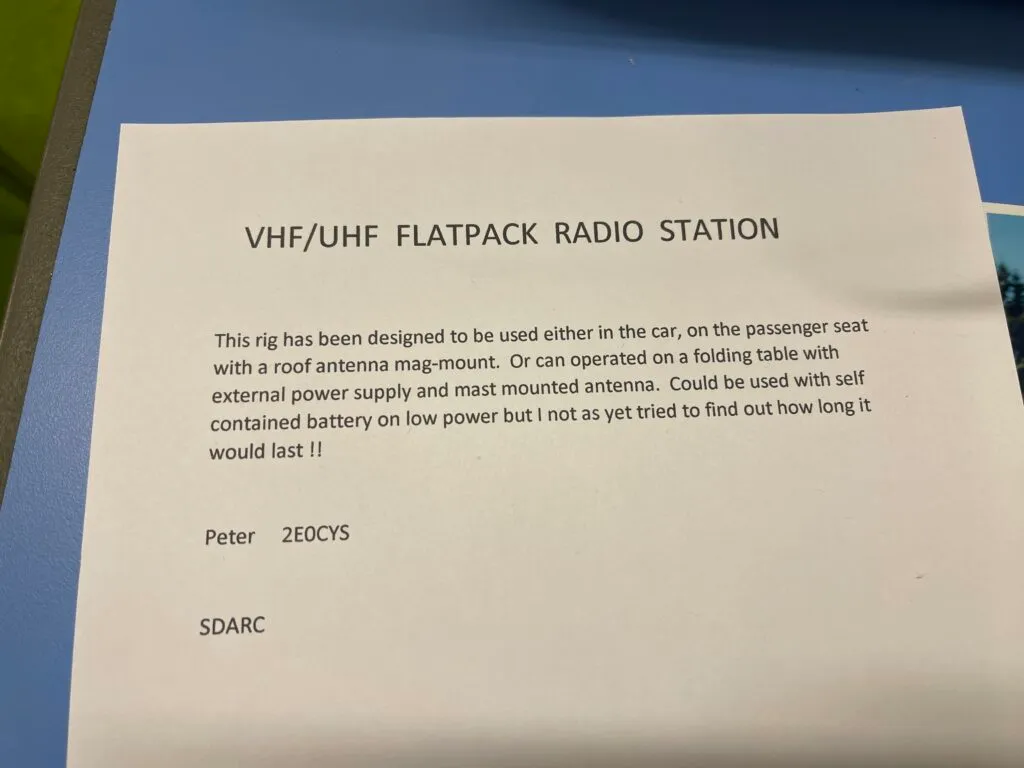 VHF/UHF FLATPACK RADIO STATION
This rig has been designed to be used either in the car, on the passenger seat
with a roof antenna mag-mount. Or can operated on a folding table with
external power supply and mast mounted antenna. Could be used with self
contained battery on low power but I not as yet tried to find out how long it
would last !!
Peter 2E0CYS
SDARC